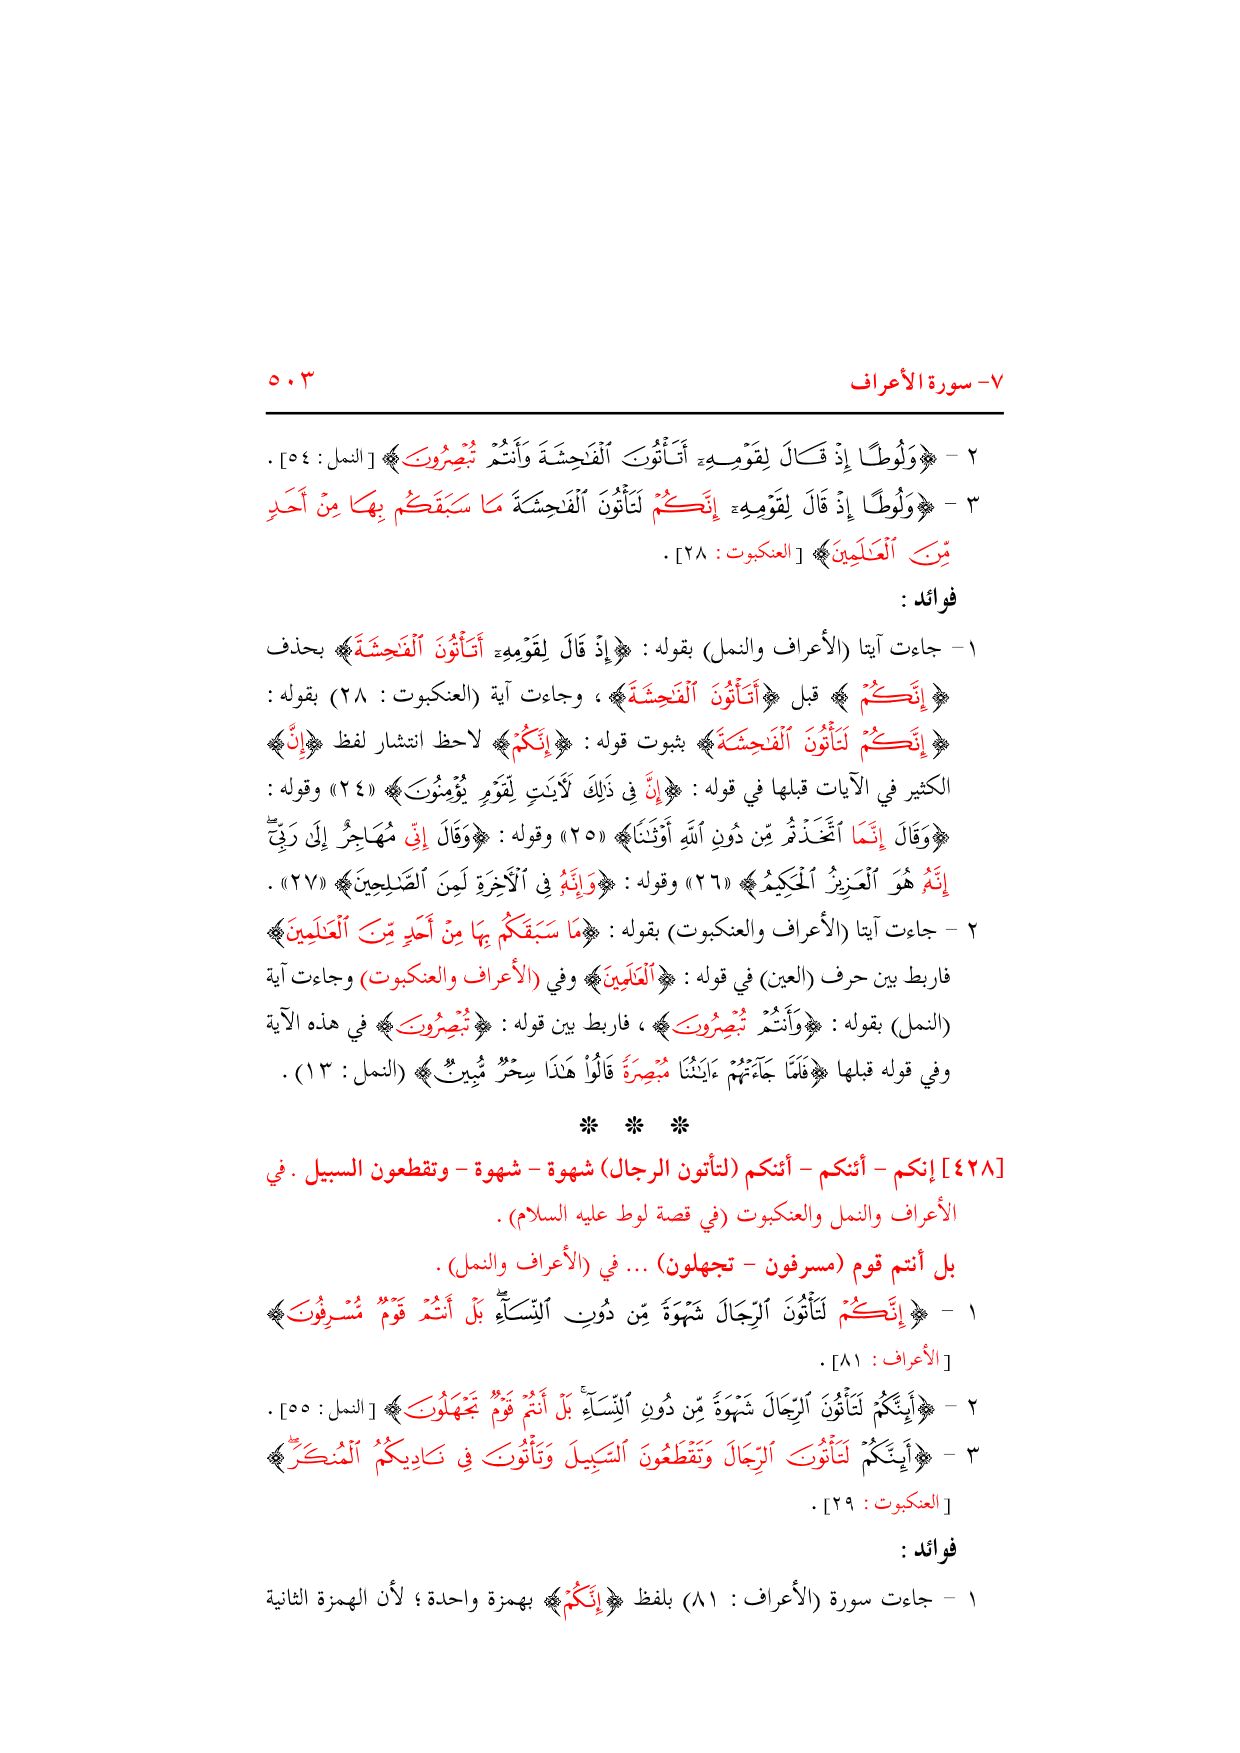 ٧- سورة الأعراف ٥٠٣
٢ - ﴿وَلُوطًا إِذْ قَالَ لِقَوْمِهِۦٓ أَتَأْتُونَ ٱلْفَٰحِشَةَ وَأَنتُمْ تُبْصِرُونَ﴾ [النمل : ٥٤] .
٣ - ﴿وَلُوطًا إِذْ قَالَ لِقَوْمِهِۦٓ إِنَّكُمْ لَتَأْتُونَ ٱلْفَٰحِشَةَ مَا سَبَقَكُم بِهَا مِنْ أَحَدٍ
مِّنَ ٱلْعَٰلَمِينَ﴾ [العنكبوت : ٢٨] .
فوائد :
١- جاءت آيتا (الأعراف والنمل) بقوله : ﴿إِذْ قَالَ لِقَوْمِهِۦٓ أَتَأْتُونَ ٱلْفَٰحِشَةَ﴾ بحذف
﴿إِنَّكُمْ ﴾ قبل ﴿أَتَأْتُونَ ٱلْفَٰحِشَةَ﴾ ، وجاءت آية (العنكبوت : ٢٨) بقوله :
﴿إِنَّكُمْ لَتَأْتُونَ ٱلْفَٰحِشَةَ﴾ بثبوت قوله : ﴿إِنَّكُمْ﴾ لاحظ انتشار لفظ ﴿إِنَّ﴾
الكثير في الآيات قبلها في قوله : ﴿إِنَّ فِى ذَٰلِكَ لَأٓيَٰتٍ لِّقَوْمٍ يُؤْمِنُونَ﴾ «٢٤» وقوله :
﴿وَقَالَ إِنَّمَا ٱتَّخَذْتُم مِّن دُونِ ٱللَّهِ أَوْثَٰنًا﴾ «٢٥» وقوله : ﴿وَقَالَ إِنِّى مُهَاجِرٌ إِلَىٰ رَبِّىٓۖ
إِنَّهُۥ هُوَ ٱلْعَزِيزُ ٱلْحَكِيمُ﴾ «٢٦» وقوله : ﴿وَإِنَّهُۥ فِى ٱلْأٓخِرَةِ لَمِنَ ٱلصَّٰلِحِينَ﴾ «٢٧» .
٢ - جاءت آيتا (الأعراف والعنكبوت) بقوله : ﴿مَا سَبَقَكُم بِهَا مِنْ أَحَدٍ مِّنَ ٱلْعَٰلَمِينَ﴾
فاربط بين حرف (العين) في قوله : ﴿ٱلْعَٰلَمِينَ﴾ وفي (الأعراف والعنكبوت) وجاءت آية
(النمل) بقوله : ﴿وَأَنتُمْ تُبْصِرُونَ﴾ ، فاربط بين قوله : ﴿تُبْصِرُونَ﴾ في هذه الآية
وفي قوله قبلها ﴿فَلَمَّا جَآءَتْهُمْ ءَايَٰتُنَا مُبْصِرَةً قَالُوا۟ هَٰذَا سِحْرٌ مُّبِينٌ﴾ (النمل : ١٣) .
❊ ❊ ❊
[٤٢٨] إنكم - أئنكم - أئنكم (لتأتون الرجال) شهوة - شهوة - وتقطعون السبيل . في
الأعراف والنمل والعنكبوت (في قصة لوط عليه السلام) .
بل أنتم قوم (مسرفون - تجهلون) ... في (الأعراف والنمل) .
١ - ﴿إِنَّكُمْ لَتَأْتُونَ ٱلرِّجَالَ شَهْوَةً مِّن دُونِ ٱلنِّسَآءِۖ بَلْ أَنتُمْ قَوْمٌ مُّسْرِفُونَ﴾
[الأعراف : ٨١] .
٢ - ﴿أَئِنَّكُمْ لَتَأْتُونَ ٱلرِّجَالَ شَهْوَةً مِّن دُونِ ٱلنِّسَآءِۚ بَلْ أَنتُمْ قَوْمٌ تَجْهَلُونَ﴾ [النمل : ٥٥] .
٣ - ﴿أَئِنَّكُمْ لَتَأْتُونَ ٱلرِّجَالَ وَتَقْطَعُونَ ٱلسَّبِيلَ وَتَأْتُونَ فِى نَادِيكُمُ ٱلْمُنكَرَۖ﴾
[العنكبوت : ٢٩] .
فوائد :
١ - جاءت سورة (الأعراف : ٨١) بلفظ ﴿إِنَّكُمْ﴾ بهمزة واحدة ؛ لأن الهمزة الثانية